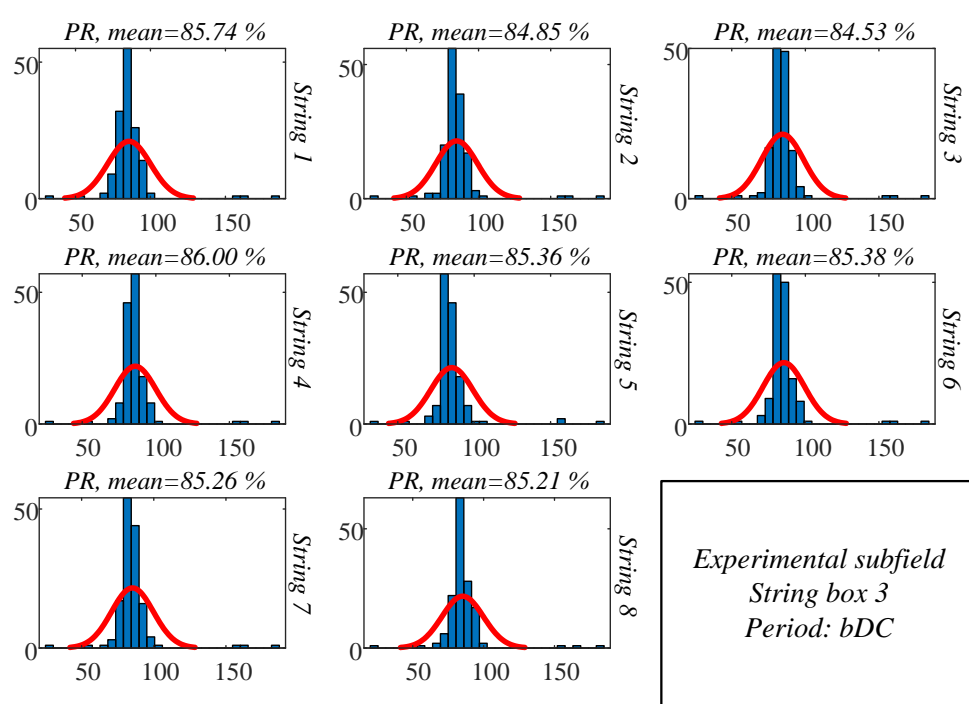 PR, mean=85.74 %
50
0
50
100
150
String 1
PR, mean=84.85 %
50
0
50
100
150
String 2
PR, mean=84.53 %
50
0
50
100
150
String 3
PR, mean=86.00 %
50
0
50
100
150
String 4
PR, mean=85.36 %
50
0
50
100
150
String 5
PR, mean=85.38 %
50
0
50
100
150
String 6
PR, mean=85.26 %
50
0
50
100
150
String 7
PR, mean=85.21 %
50
0
50
100
150
String 8
Experimental subfield
String box 3
Period: bDC